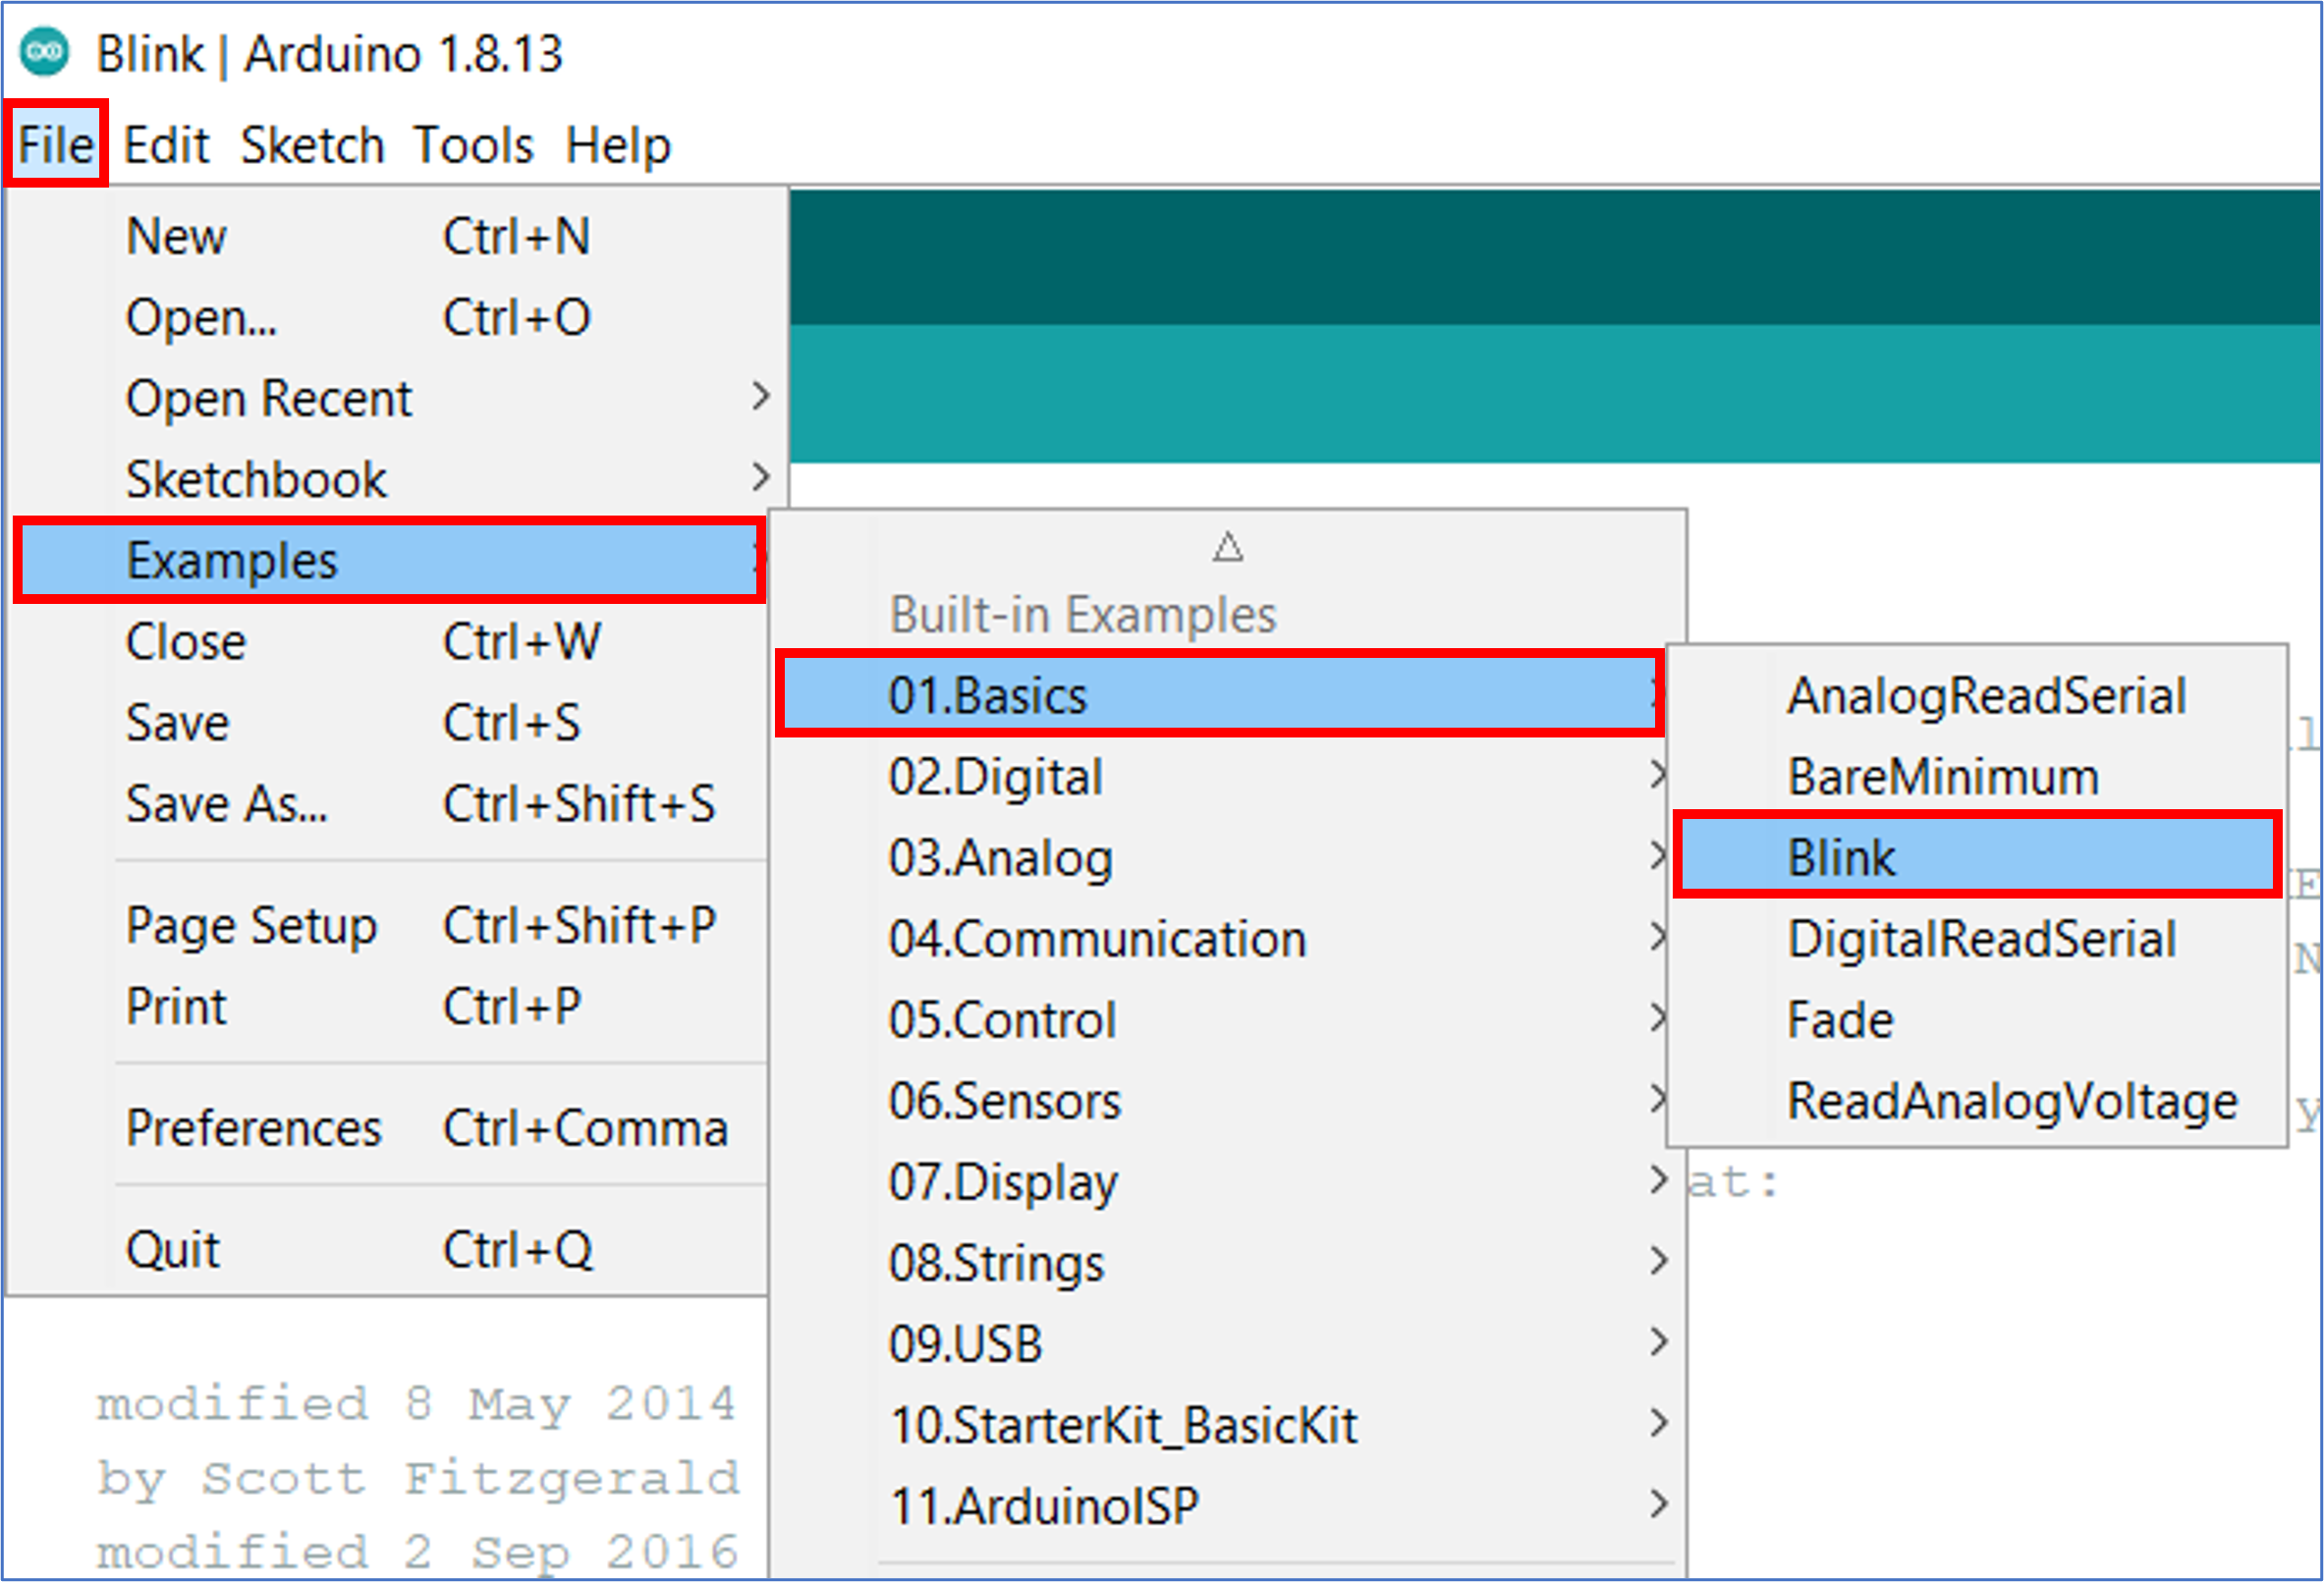 Blink | Arduino 1.8.13
File Edit Sketch Tools Help
New Ctrl+N
Open... Ctrl+O
Open Recent
Sketchbook
Examples
Close Ctrl+W
Save Ctrl+S
Save As... Ctrl+Shift+S
Page Setup Ctrl+Shift+P
Print Ctrl+P
Preferences Ctrl+Comma
Quit Ctrl+Q
Built-in Examples
01.Basics
02.Digital
03.Analog
04.Communication
05.Control
06.Sensors
07.Display
08.Strings
09.USB
10.StarterKit_BasicKit
11.ArduinoISP
AnalogReadSerial
BareMinimum
Blink
DigitalReadSerial
Fade
ReadAnalogVoltage
at:
modified 8 May 2014
by Scott Fitzgerald
modified 2 Sep 2016